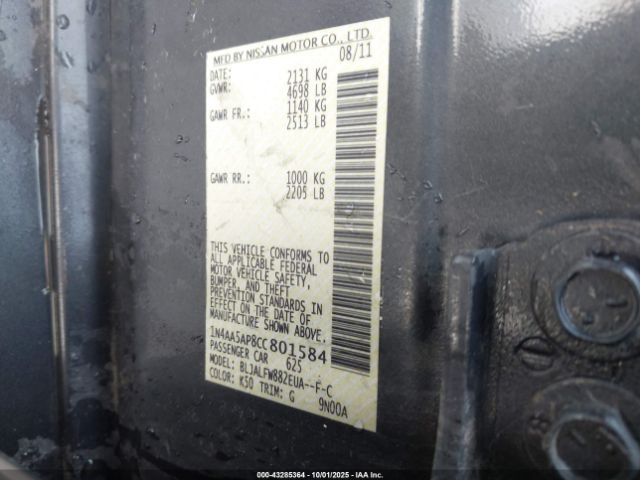 MFD BY NISSAN MOTOR CO., LTD.
DATE: 08/11
GVWR: 2131 KG
4698 LB
GAWR FR.: 1140 KG
2513 LB
GAWR RR.: 1000 KG
2205 LB
THIS VEHICLE CONFORMS TO
ALL APPLICABLE FEDERAL
MOTOR VEHICLE SAFETY,
BUMPER, AND THEFT
PREVENTION STANDARDS IN
EFFECT ON THE DATE OF
MANUFACTURE SHOWN ABOVE.
1N4AA5AP8CC801584
PASSENGER CAR 625
MODEL: BLJALFW882EUA--F-C
COLOR: K50 TRIM: G 9N00A
8
000-43285364 - 10/01/2025 - IAA Inc.